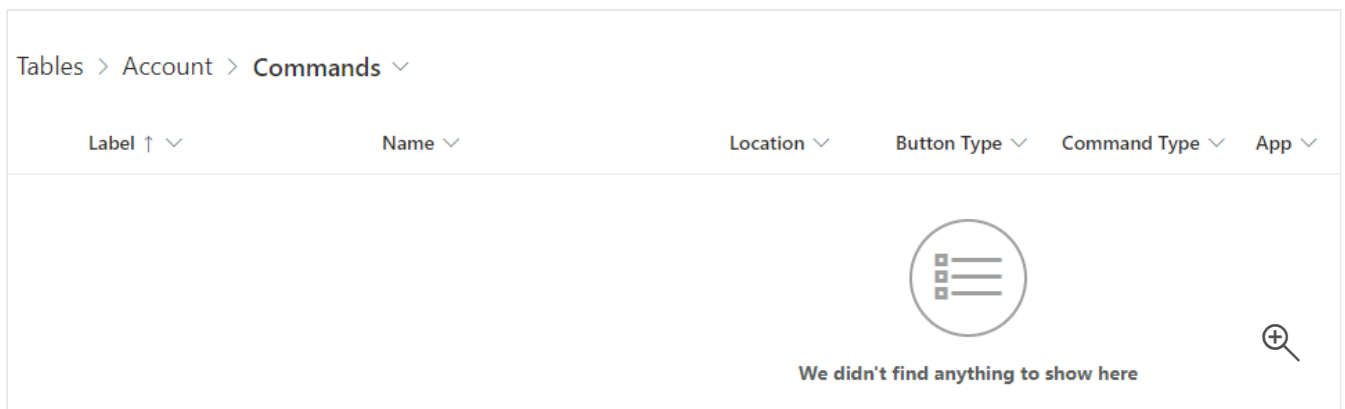 Tables > Account > Commands
Label ↑ Name Location Button Type Command Type App
We didn't find anything to show here